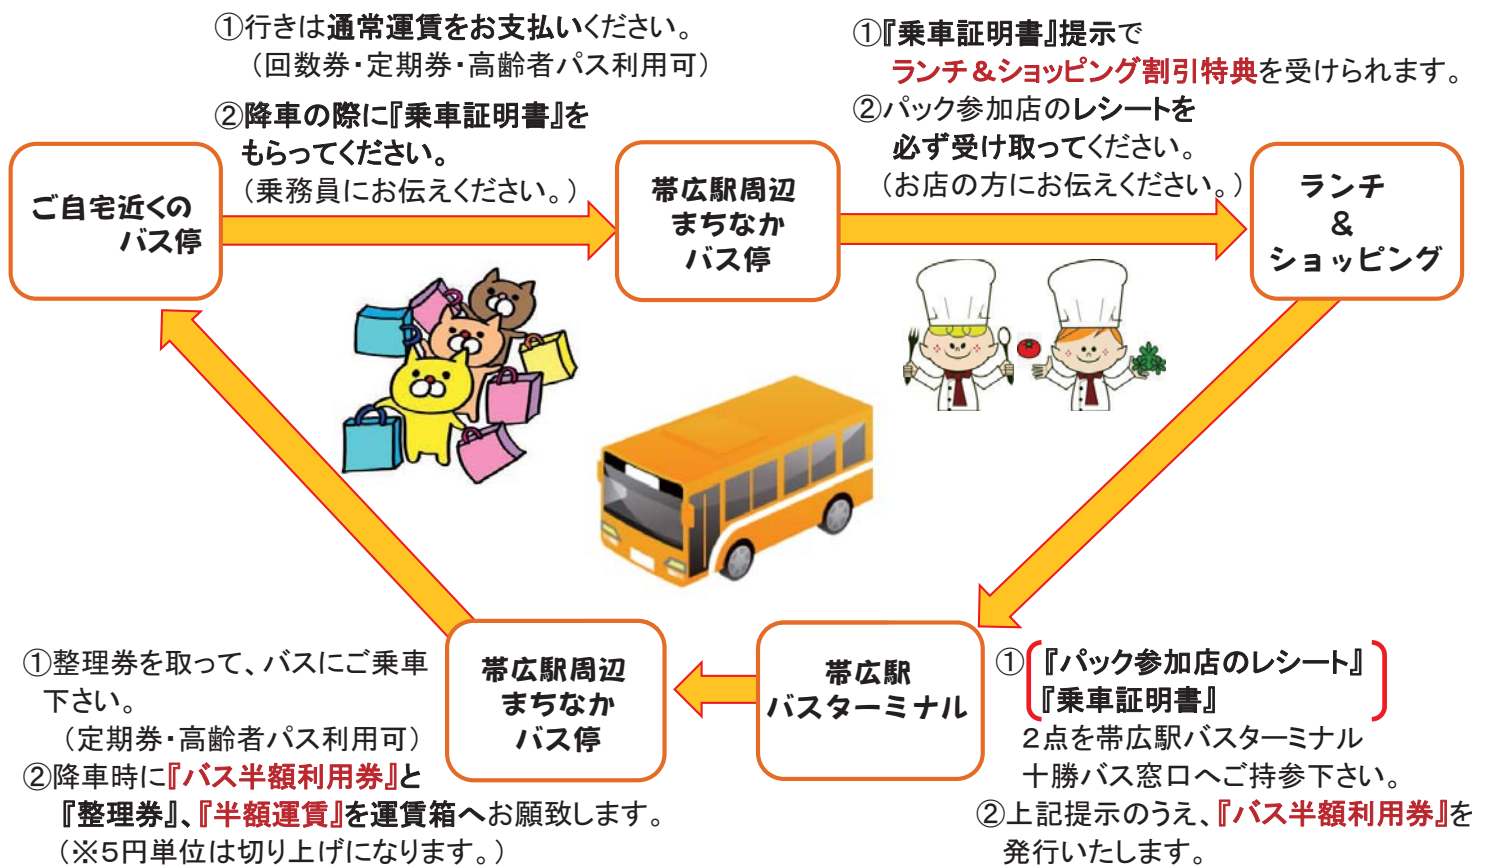 ①行きは通常運賃をお支払いください。
（回数券・定期券・高齢者パス利用可）
②降車の際に『乗車証明書』を
もらってください。
（乗務員にお伝えください。）
①『乗車証明書』提示で
ランチ＆ショッピング割引特典を受けられます。
②パック参加店のレシートを
必ず受け取ってください。
（お店の方にお伝えください。）
ご自宅近くの
バス停
帯広駅周辺
まちなか
バス停
ランチ
＆
ショッピング
①『パック参加店のレシート』
『乗車証明書』
２点を帯広駅バスターミナル
十勝バス窓口へご持参下さい。
②上記提示のうえ、『バス半額利用券』を
発行いたします。
帯広駅
バスターミナル
帯広駅周辺
まちなか
バス停
①整理券を取って、バスにご乗車
下さい。
（定期券・高齢者パス利用可）
②降車時に『バス半額利用券』と
『整理券』、『半額運賃』を運賃箱へお願致します。
（※５円単位は切り上げになります。）